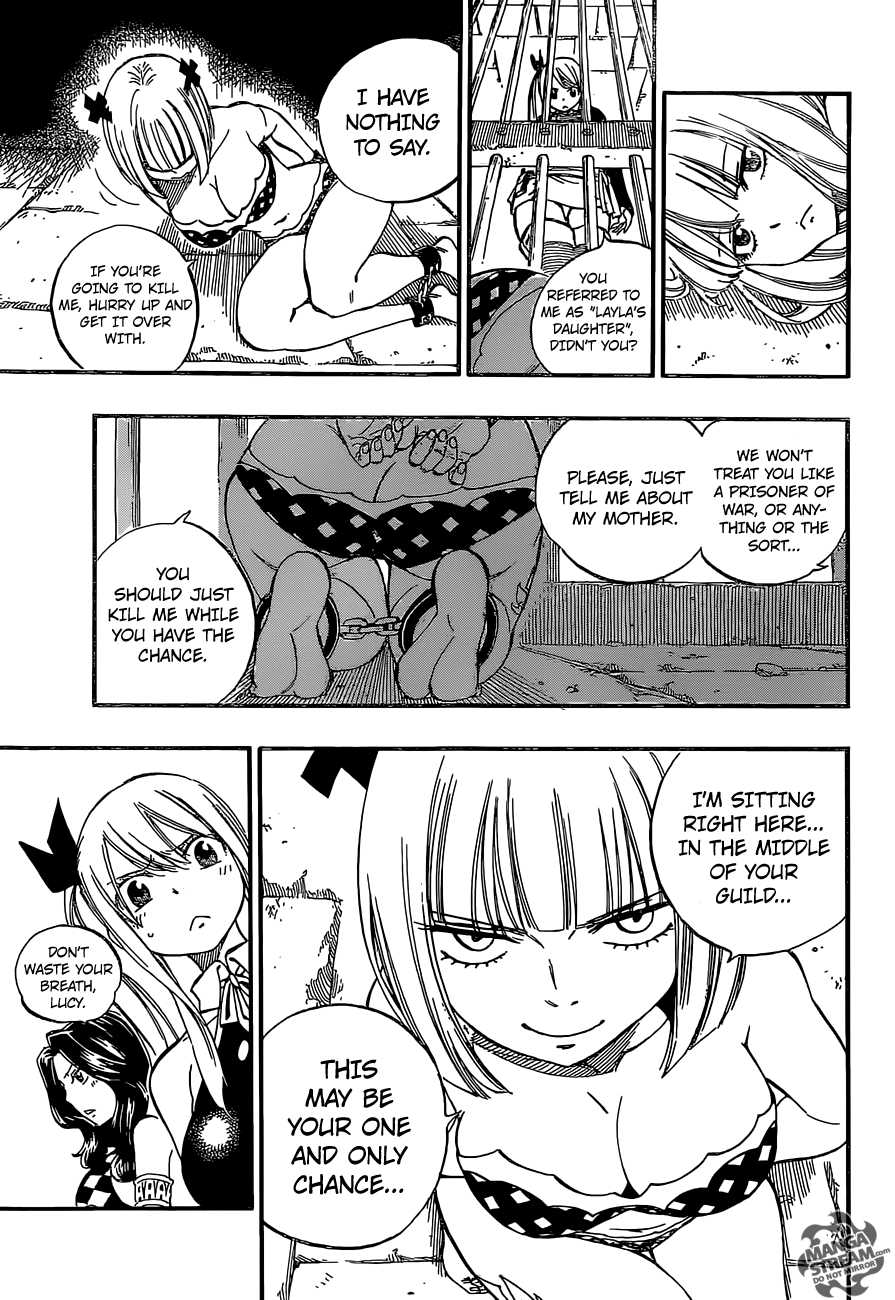 YOU
REFERRED TO
ME AS "LAYLA'S
DAUGHTER",
DIDN'T YOU?
I HAVE
NOTHING
TO SAY.
IF YOU'RE
GOING TO KILL
ME, HURRY UP AND
GET IT OVER
WITH.
WE WON'T
TREAT YOU LIKE
A PRISONER OF
WAR, OR ANY-
THING OR THE
SORT...
PLEASE, JUST
TELL ME ABOUT
MY MOTHER.
YOU
SHOULD JUST
KILL ME WHILE
YOU HAVE THE
CHANCE.
I'M SITTING
RIGHT HERE...
IN THE MIDDLE
OF YOUR
GUILD...
THIS
MAY BE
YOUR ONE
AND ONLY
CHANCE...
DON'T
WASTE YOUR
BREATH,
LUCY.
MANGA
STREAM.com
DO NOT MIRROR